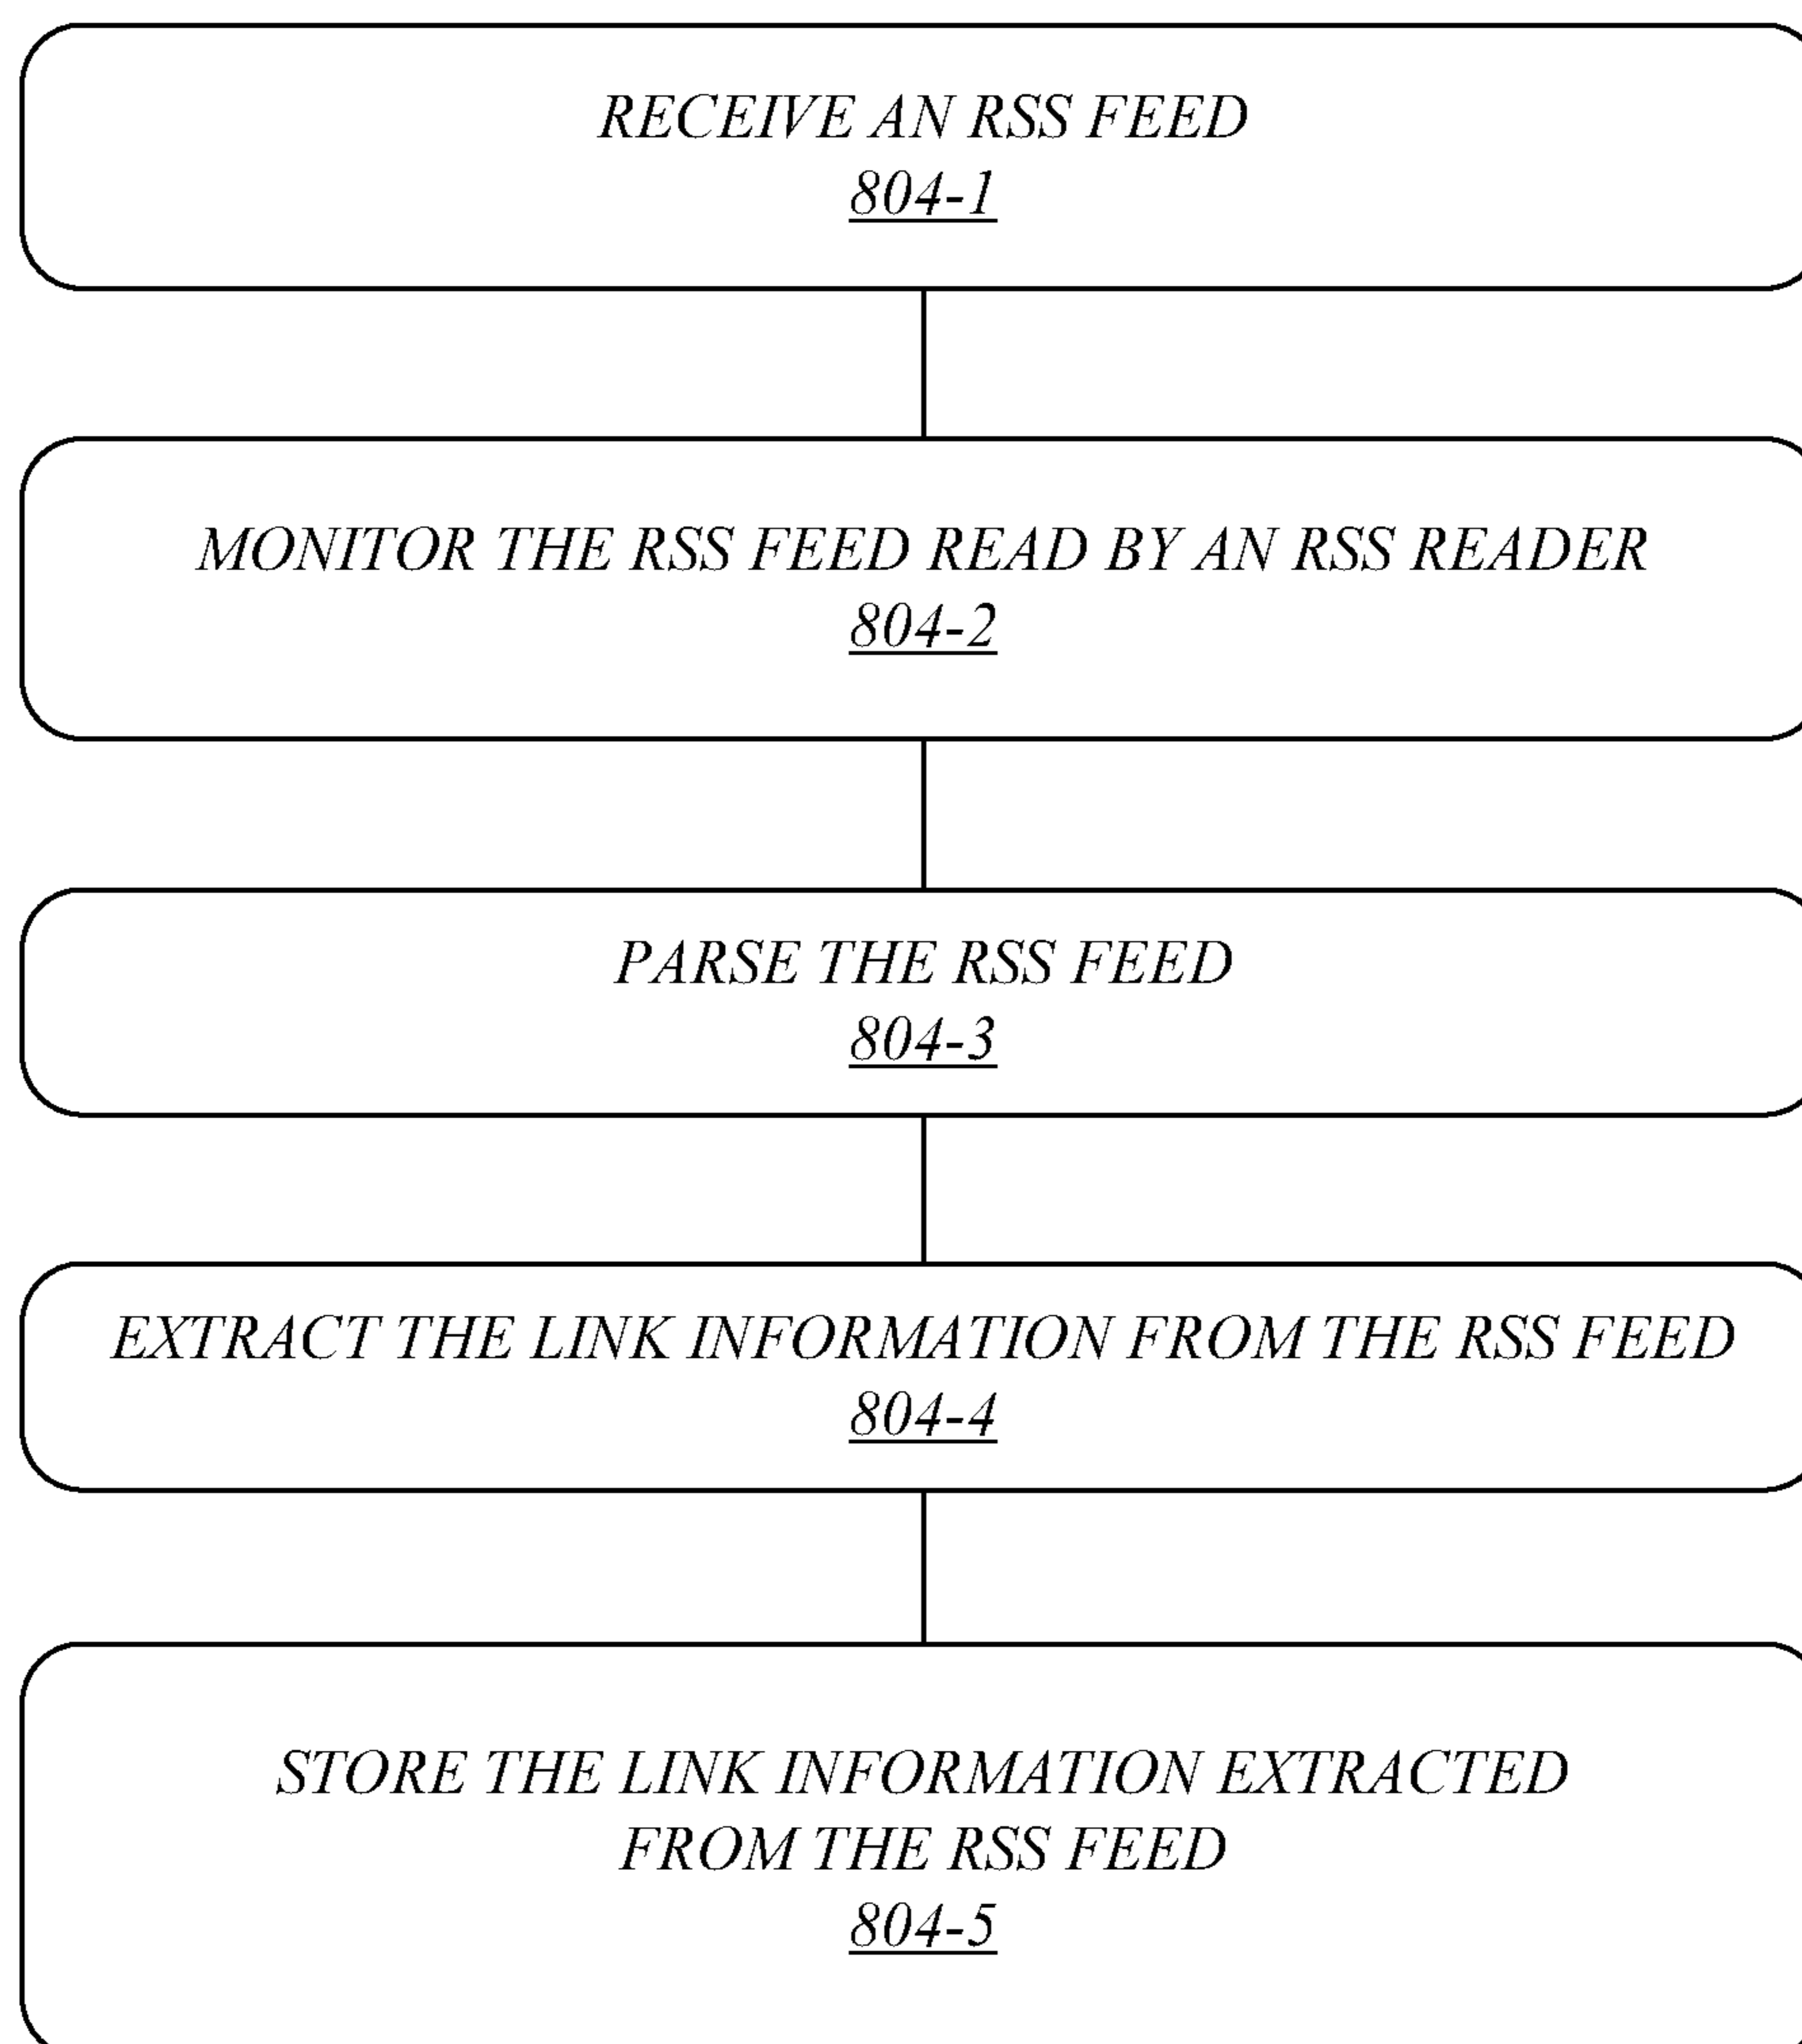 RECEIVE AN RSS FEED
804-1
MONITOR THE RSS FEED READ BY AN RSS READER
804-2
PARSE THE RSS FEED
804-3
EXTRACT THE LINK INFORMATION FROM THE RSS FEED
804-4
STORE THE LINK INFORMATION EXTRACTED
FROM THE RSS FEED
804-5